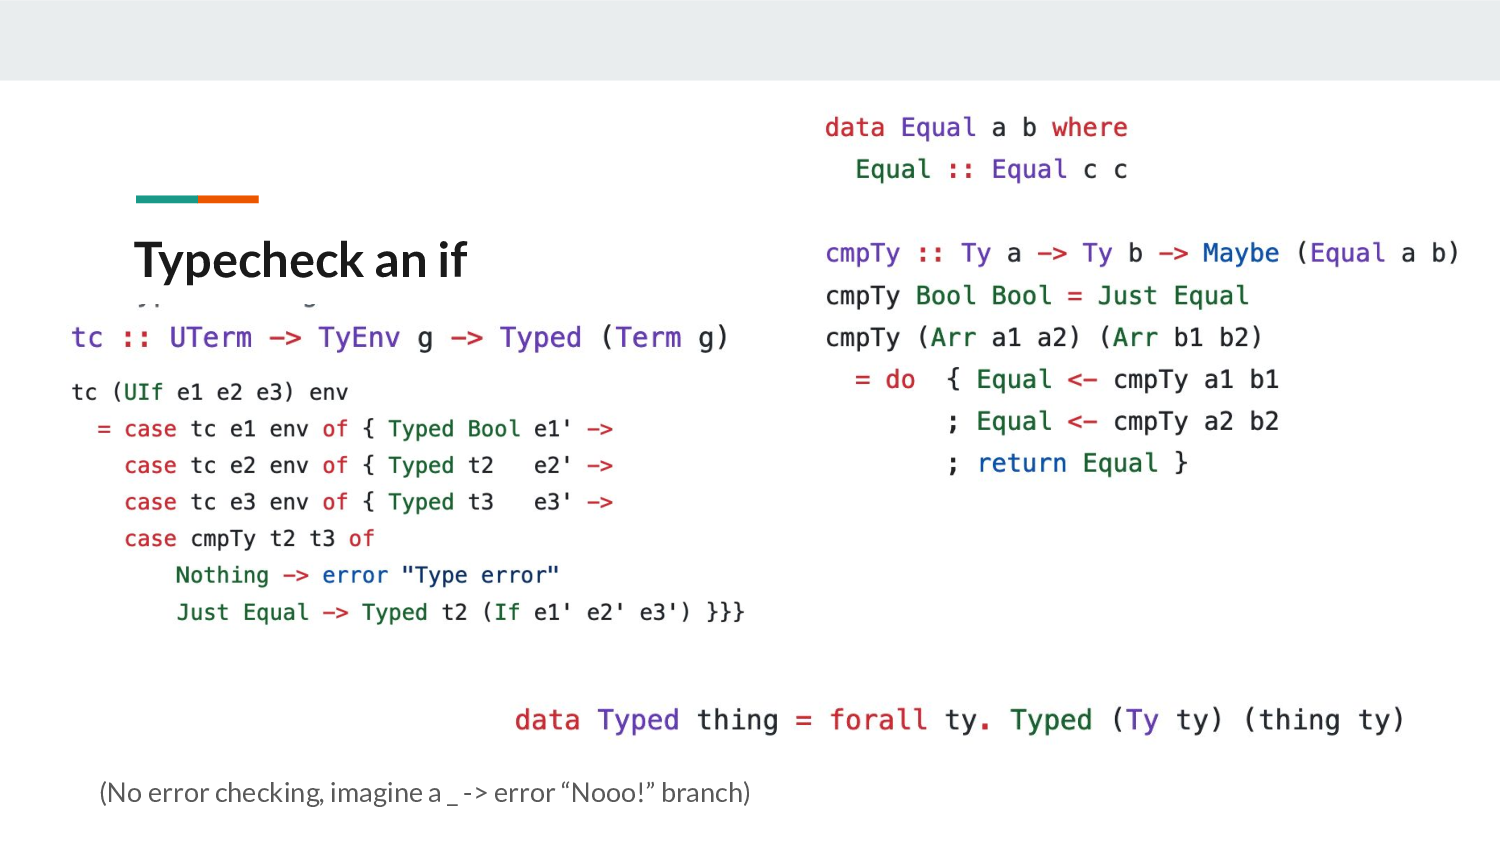 Typecheck an if
tc :: UTerm -> TyEnv g -> Typed (Term g)
tc (UIf e1 e2 e3) env
  = case tc e1 env of { Typed Bool e1' ->
    case tc e2 env of { Typed t2   e2' ->
    case tc e3 env of { Typed t3   e3' ->
    case cmpTy t2 t3 of
        Nothing -> error "Type error"
        Just Equal -> Typed t2 (If e1' e2' e3') }}}
data Equal a b where
  Equal :: Equal c c
cmpTy :: Ty a -> Ty b -> Maybe (Equal a b)
cmpTy Bool Bool = Just Equal
cmpTy (Arr a1 a2) (Arr b1 b2)
  = do  { Equal <- cmpTy a1 b1
        ; Equal <- cmpTy a2 b2
        ; return Equal }
data Typed thing = forall ty. Typed (Ty ty) (thing ty)
(No error checking, imagine a _ -> error “Nooo!” branch)